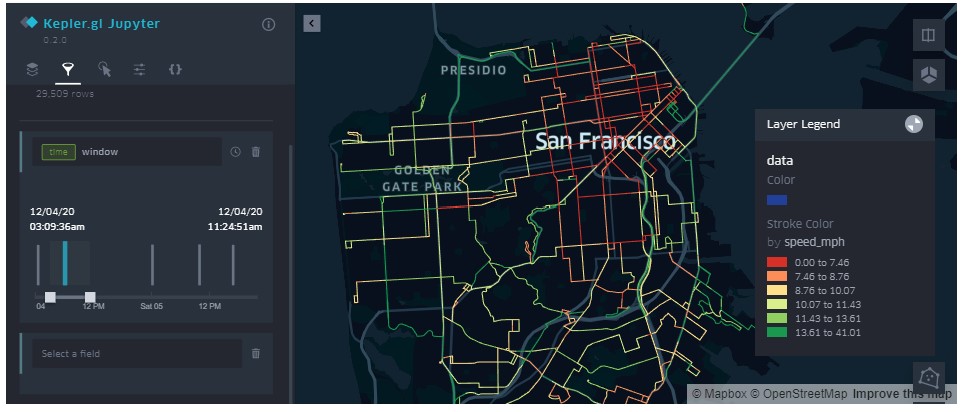 Kepler.gl Jupyter
0.2.0
29,509 rows
time window
12/04/20 12/04/20
03:09:36am 11:24:51am
04 12 PM Sat 05 12 PM
Select a field
PRESIDIO
San Francisco
GOLDEN
GATE PARK
Layer Legend
data
Color
Stroke Color
by speed_mph
0.00 to 7.46
7.46 to 8.76
8.76 to 10.07
10.07 to 11.43
11.43 to 13.61
13.61 to 41.01
© Mapbox © OpenStreetMap Improve this map